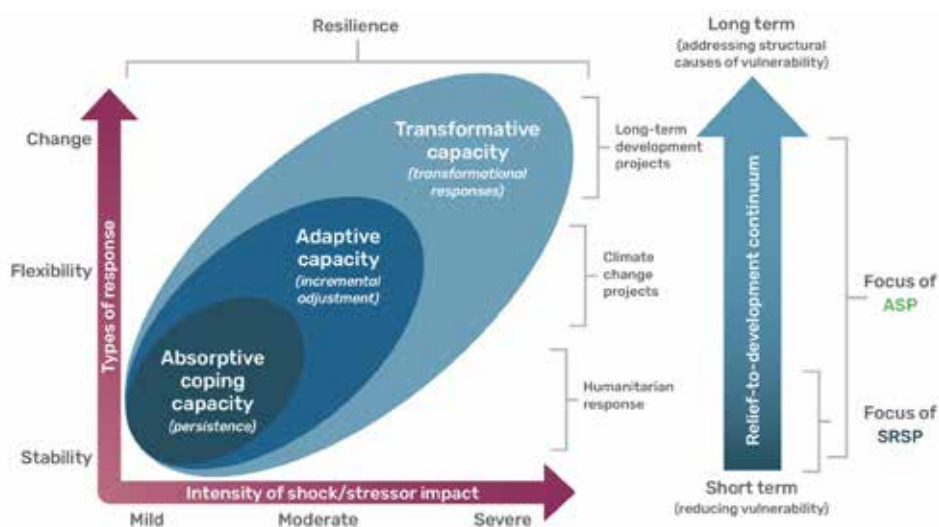 Resilience
Change
Flexibility
Stability
Types of response
Transformative
capacity
(transformational
responses)
Adaptive
capacity
(incremental
adjustment)
Absorptive
coping
capacity
(persistence)
Intensity of shock/stressor impact
Mild
Moderate
Severe
Long-term
development
projects
Climate
change
projects
Humanitarian
response
Long term
(addressing structural
causes of vulnerability)
Relief-to-development continuum
Short term
(reducing vulnerability)
Focus of
ASP
Focus of
SRSP